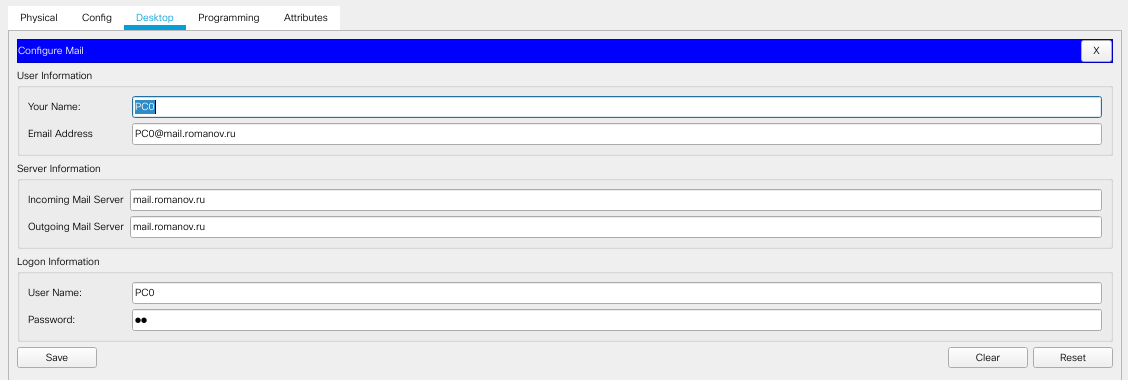 Physical Config Desktop Programming Attributes
Configure Mail X
User Information
Your Name: PC0
Email Address PC0@mail.romanov.ru
Server Information
Incoming Mail Server mail.romanov.ru
Outgoing Mail Server mail.romanov.ru
Logon Information
User Name: PC0
Password: ●●
Save Clear Reset